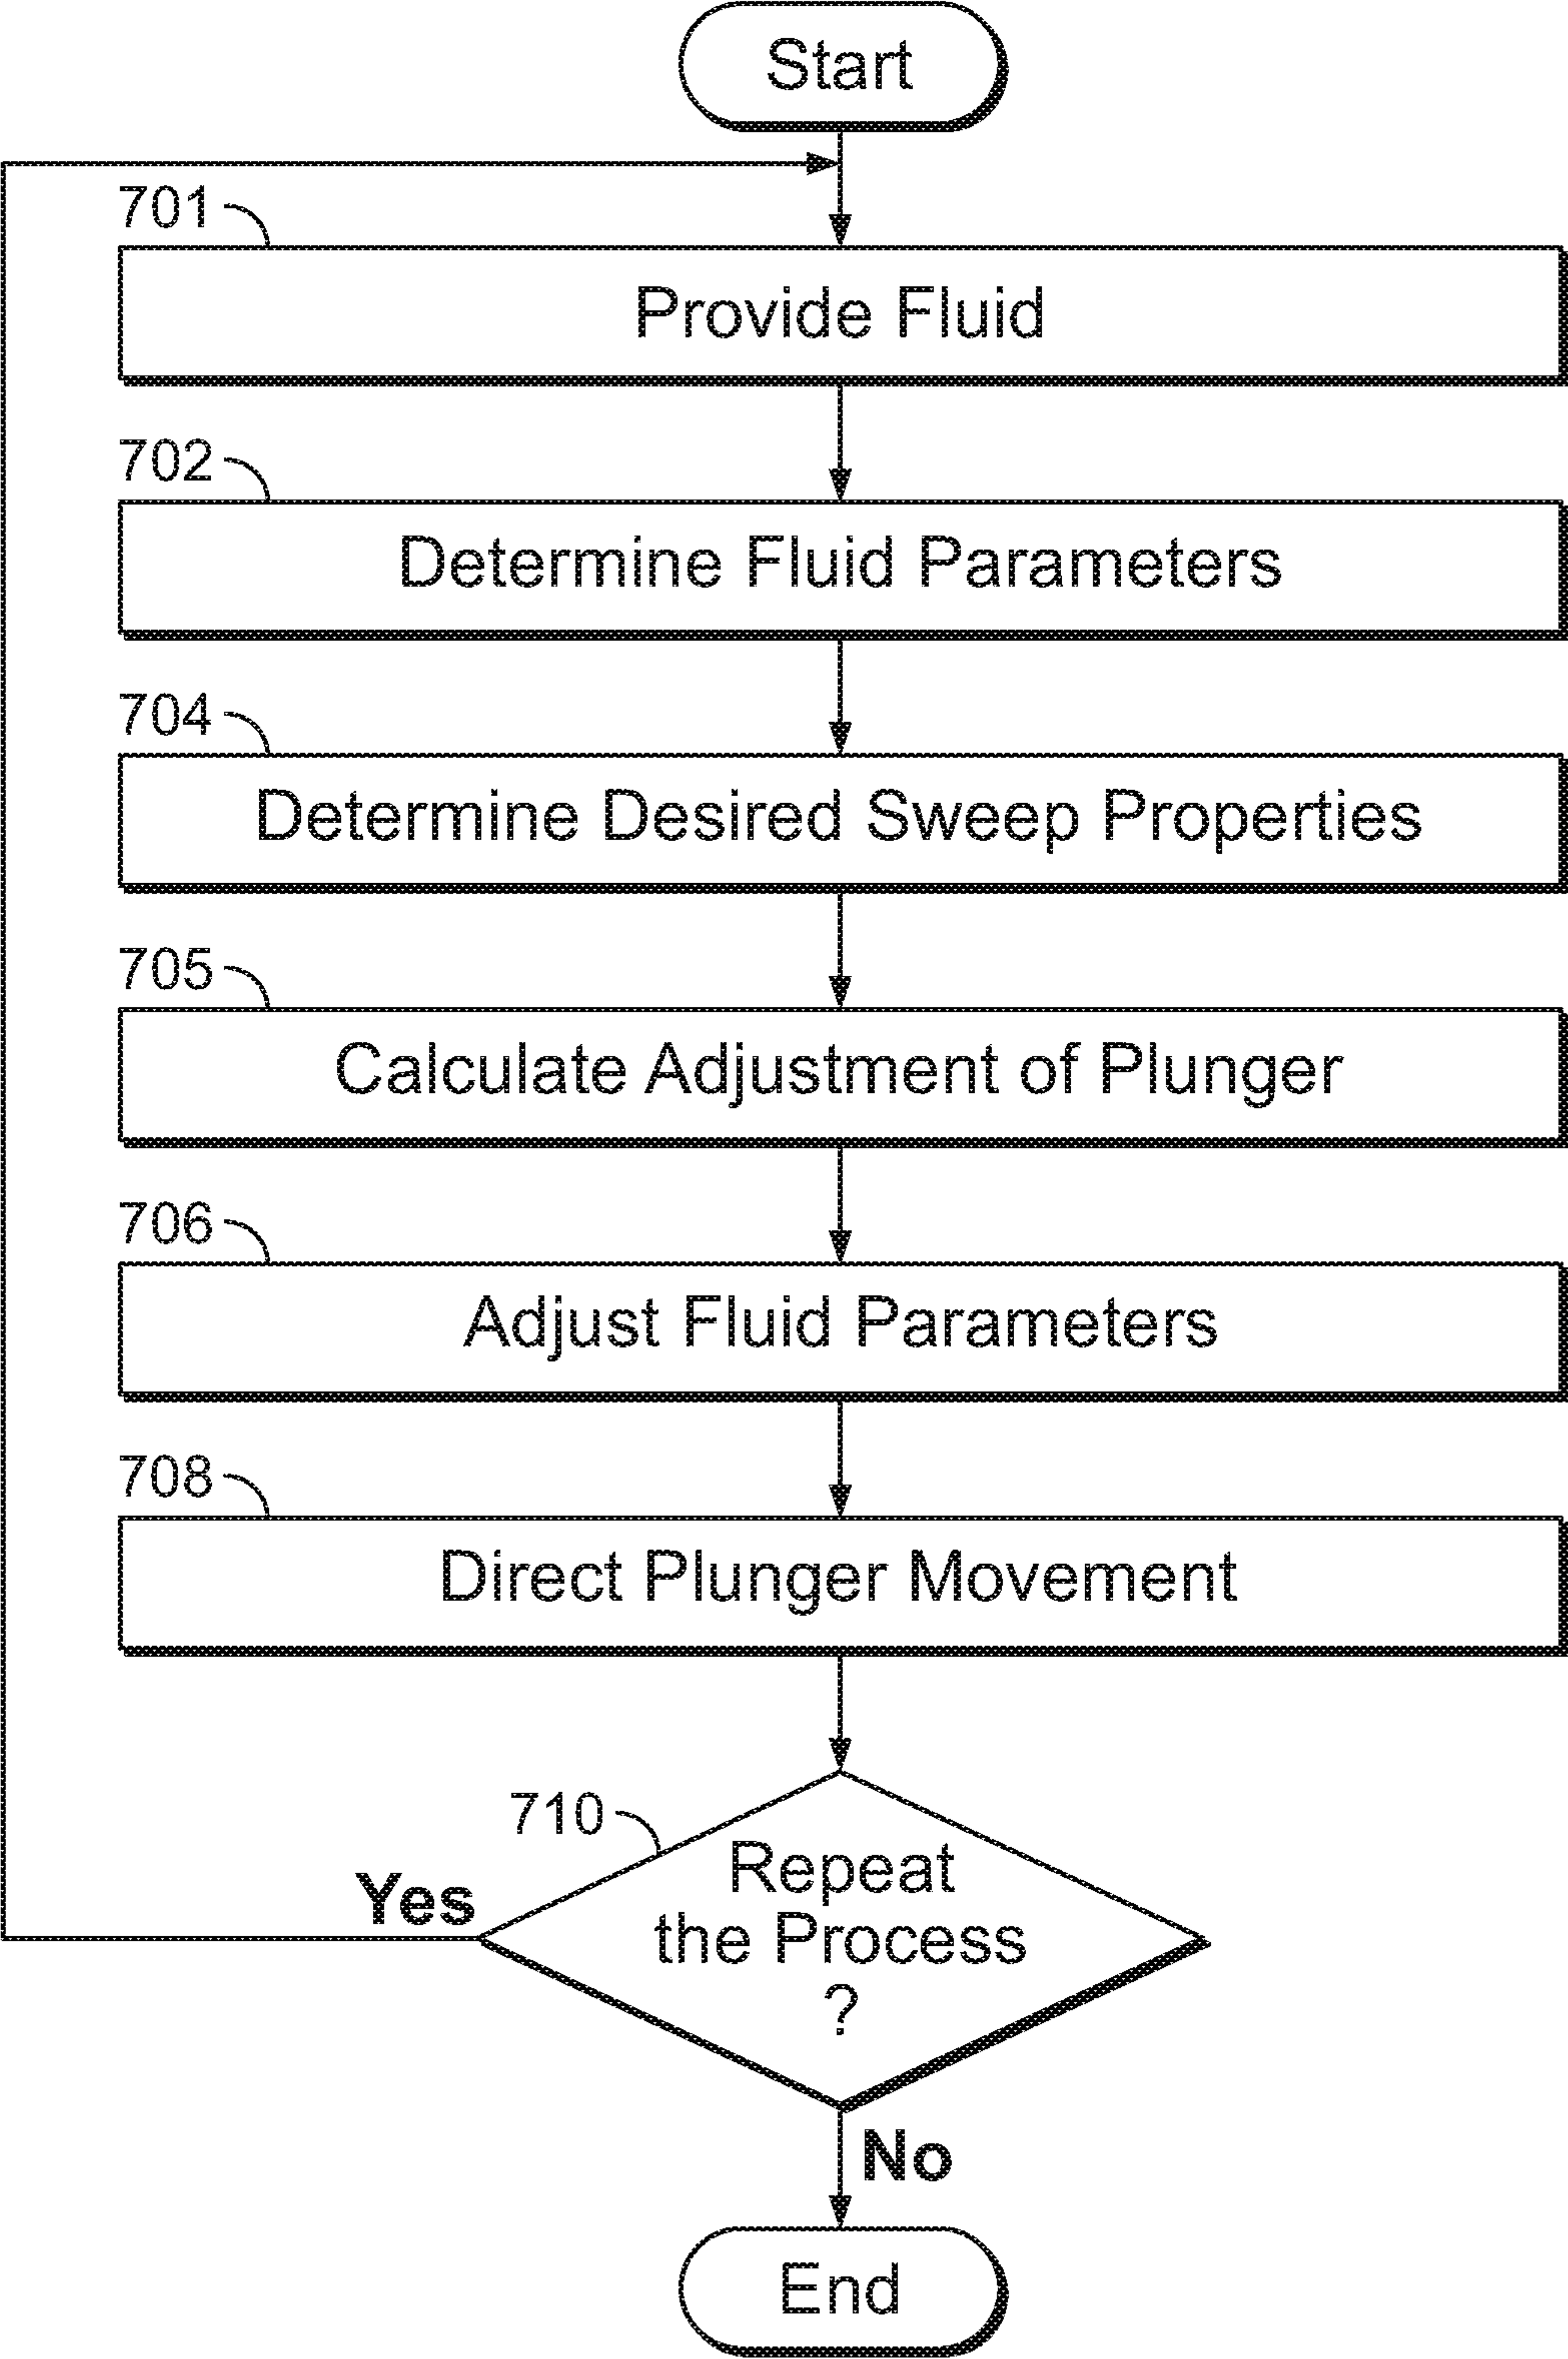 Start
701
Provide Fluid
702
Determine Fluid Parameters
704
Determine Desired Sweep Properties
705
Calculate Adjustment of Plunger
706
Adjust Fluid Parameters
708
Direct Plunger Movement
710
Repeat
the Process
?
Yes
No
End